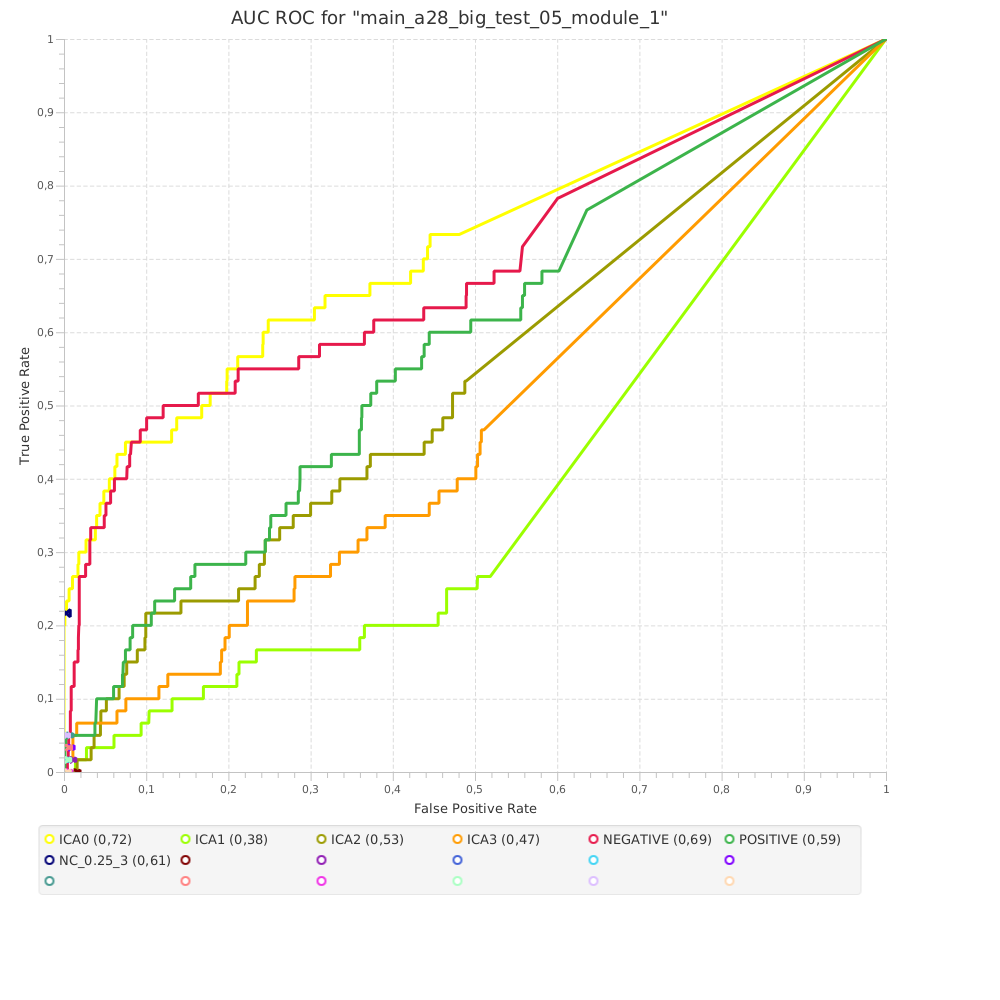 AUC ROC for "main_a28_big_test_05_module_1"
1
0,9
0,8
0,7
0,6
0,5
0,4
0,3
0,2
0,1
0
True Positive Rate
0 0,1 0,2 0,3 0,4 0,5 0,6 0,7 0,8 0,9 1
False Positive Rate
ICA0 (0,72) ICA1 (0,38) ICA2 (0,53) ICA3 (0,47) NEGATIVE (0,69) POSITIVE (0,59)
NC_0.25_3 (0,61)